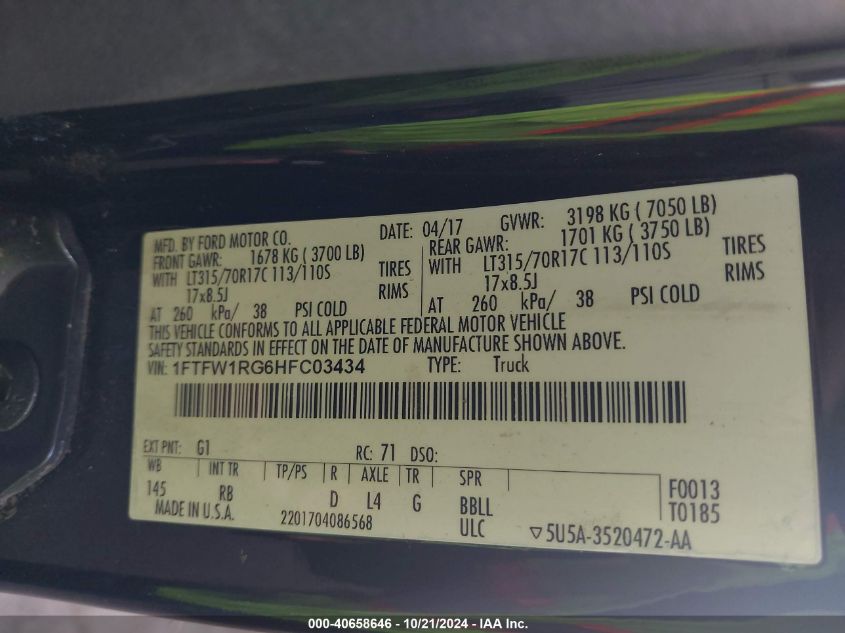 MFD. BY FORD MOTOR CO. DATE: 04/17 GVWR: 3198 KG ( 7050 LB)
FRONT GAWR: 1678 KG ( 3700 LB) REAR GAWR: 1701 KG ( 3750 LB)
WITH LT315/70R17C 113/110S TIRES WITH LT315/70R17C 113/110S TIRES
17x8.5J RIMS 17x8.5J RIMS
AT 260 kPa/ 38 PSI COLD AT 260 kPa/ 38 PSI COLD
THIS VEHICLE CONFORMS TO ALL APPLICABLE FEDERAL MOTOR VEHICLE
SAFETY STANDARDS IN EFFECT ON THE DATE OF MANUFACTURE SHOWN ABOVE.
VIN: 1FTFW1RG6HFC03434 TYPE: Truck
EXT PNT: G1 RC: 71 DSO:
WB INT TR TP/PS R AXLE TR SPR
145 RB D L4 G BBLL F0013
MADE IN U.S.A. 2201704086568 ULC T0185
▽5U5A-3520472-AA
000-40658646 / 10/21/2024 - IAA Inc.